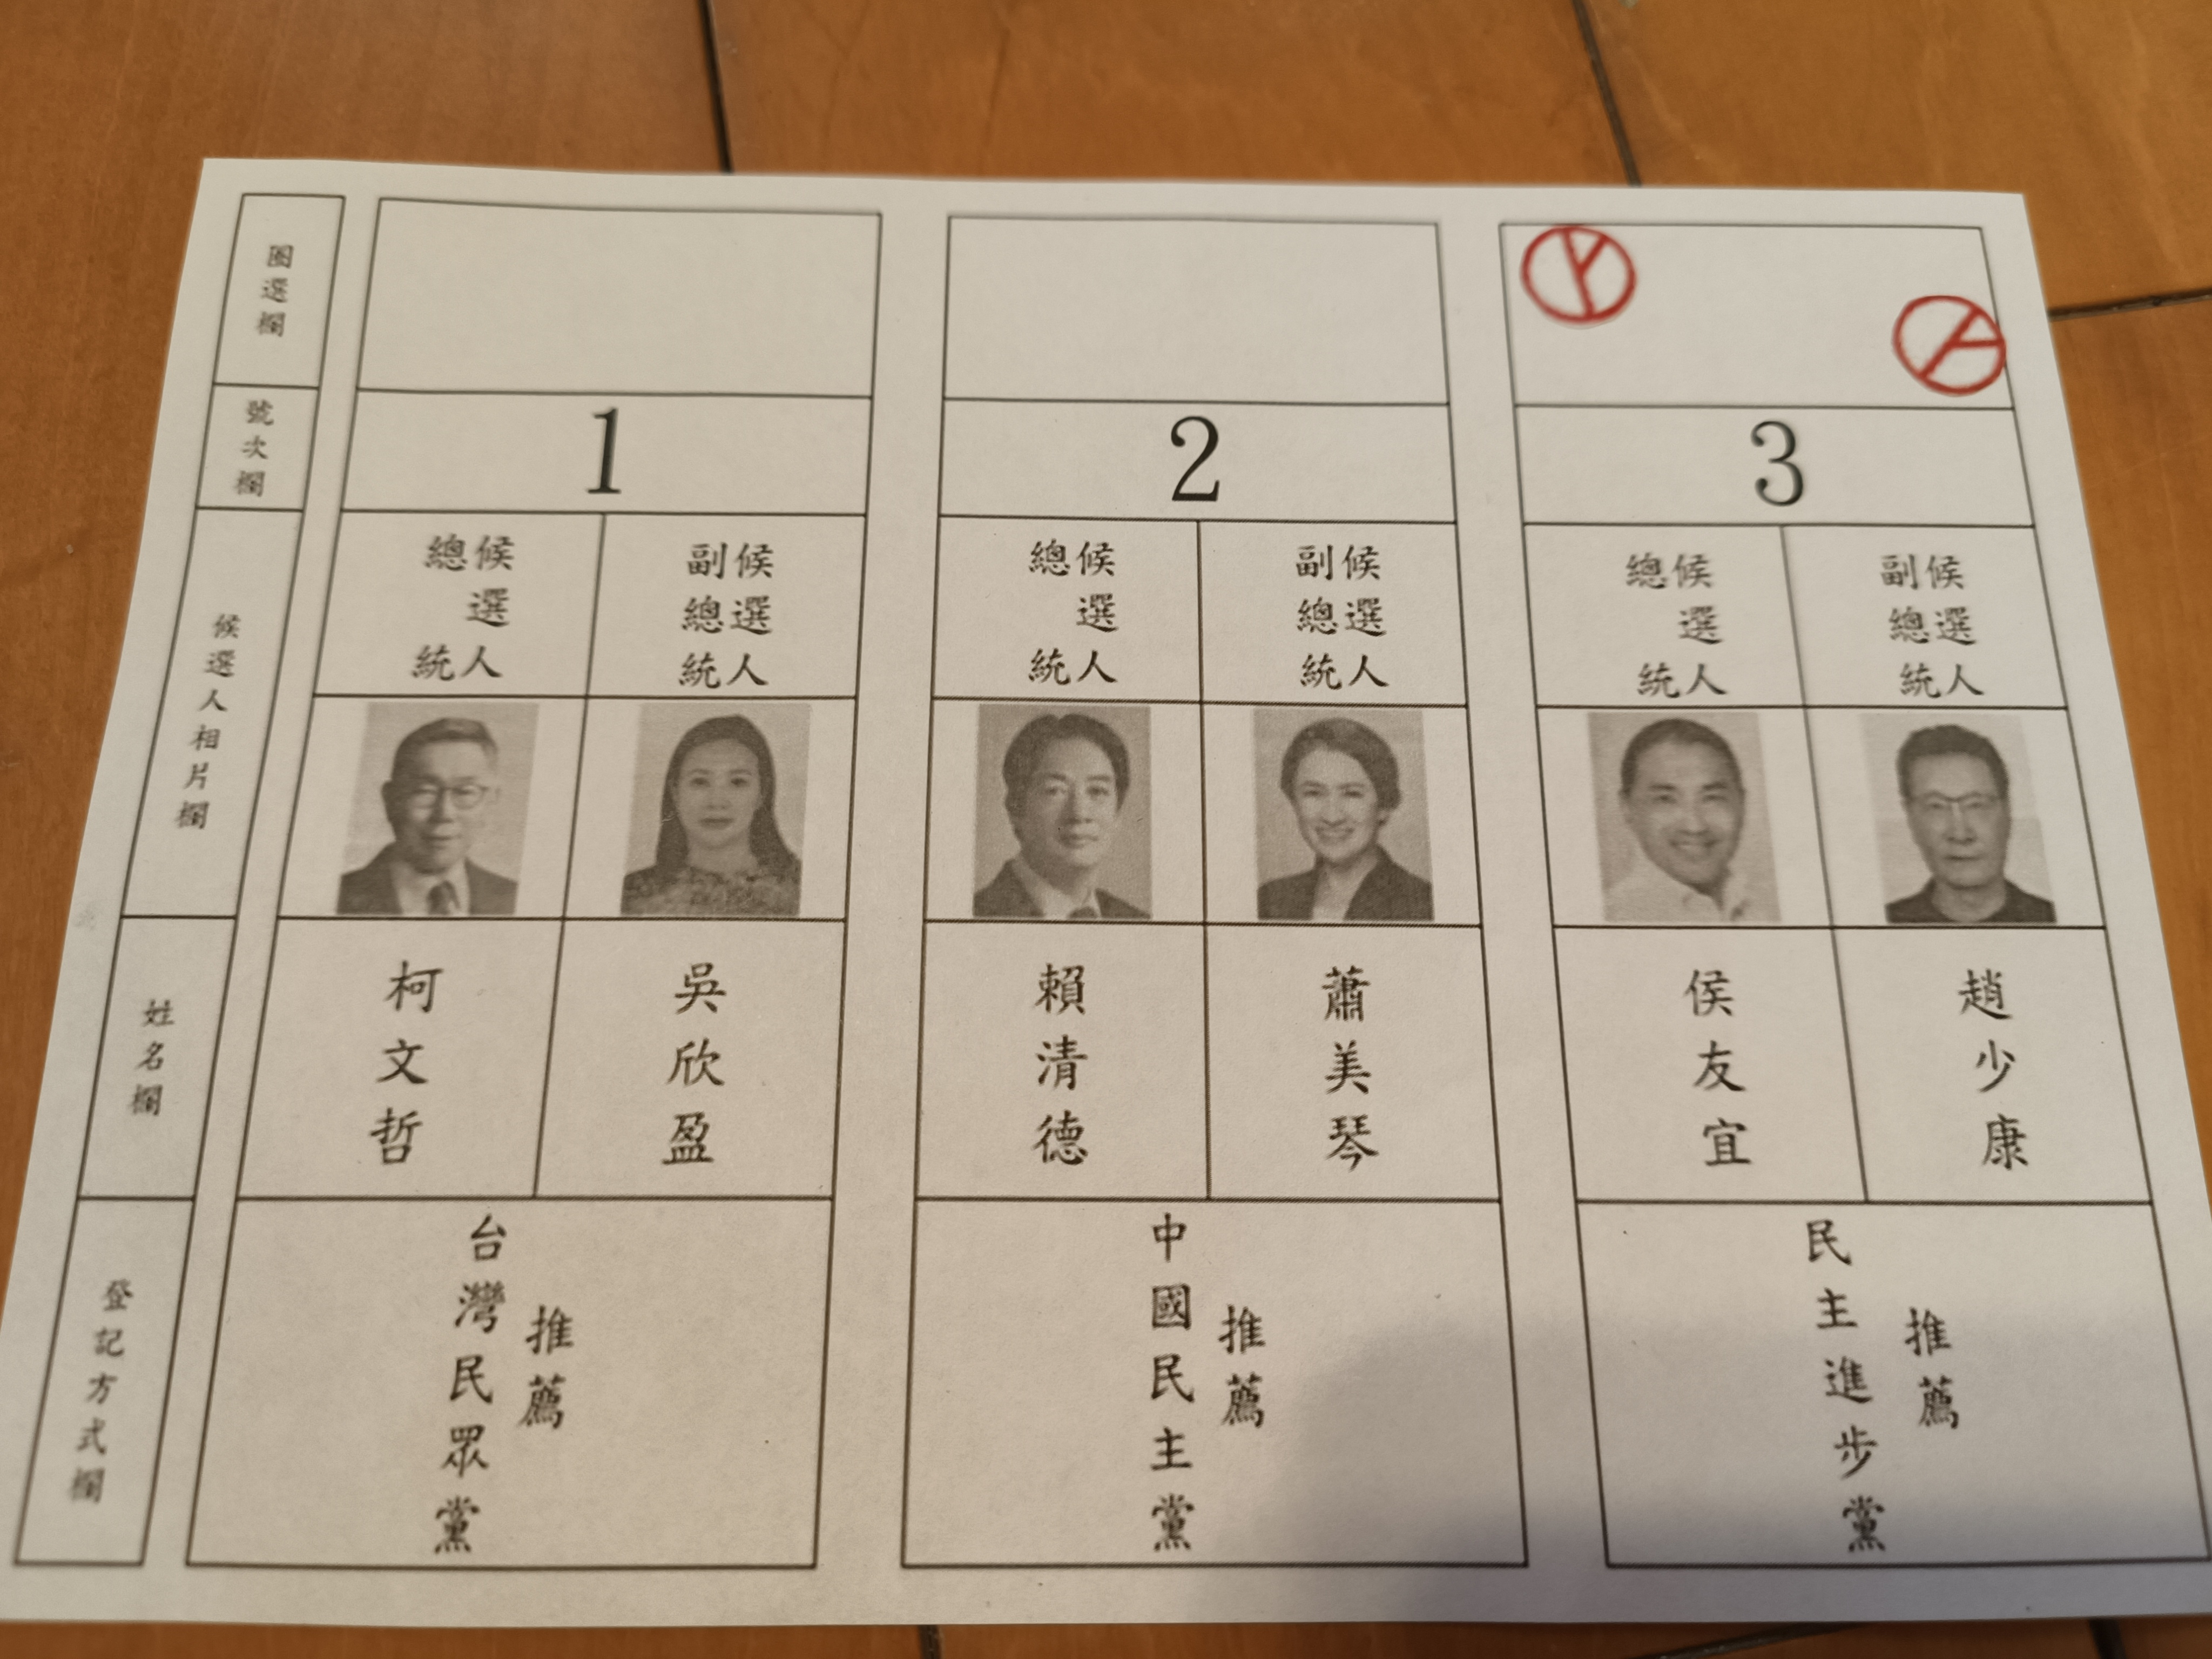 圈選欄
號次欄
候選人相片欄
姓名欄
登記方式欄
1
總統候選人
副總統候選人
柯文哲
吳欣盈
台灣民眾黨
推薦
2
總統候選人
副總統候選人
賴清德
蕭美琴
中國民主黨
推薦
3
總統候選人
副總統候選人
侯友宜
趙少康
民主進步黨
推薦